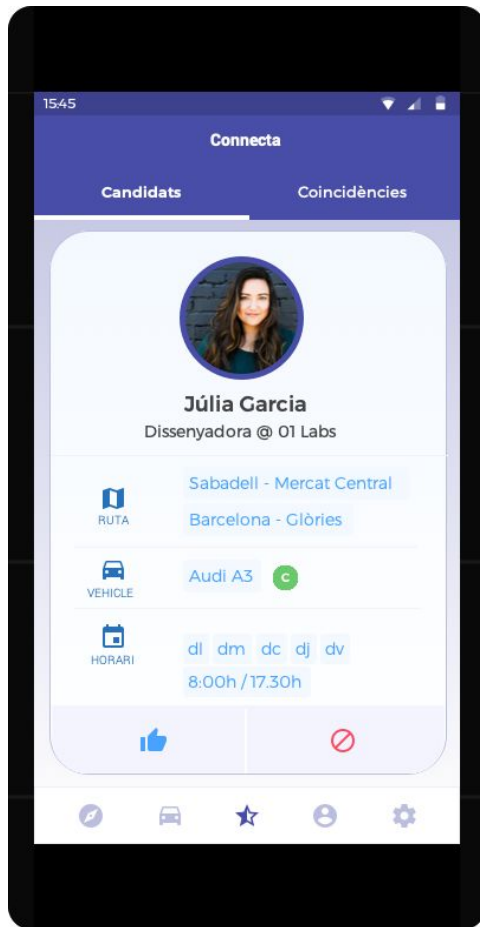 15:45
Connecta
Candidats Coincidències
Júlia Garcia
Dissenyadora @ 01 Labs
RUTA
Sabadell - Mercat Central
Barcelona - Glòries
VEHICLE
Audi A3 C
HORARI
dl dm dc dj dv
8:00h / 17.30h